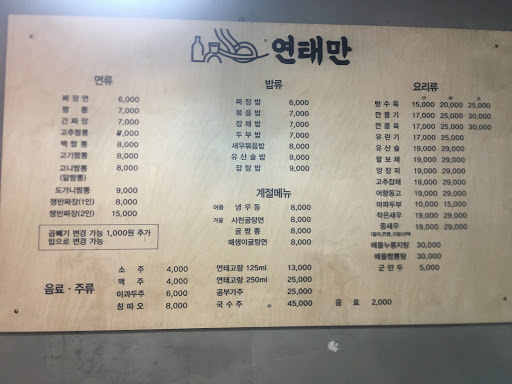 연태만
면류
짜장면 6,000
짬뽕 7,000
간짜장 7,000
고추짬뽕 8,000
백짬뽕 8,000
고기짬뽕 8,000
고니짬뽕 8,000
(알짬뽕)
도가니짬뽕 9,000
쟁반짜장(1인) 8,000
쟁반짜장(2인) 15,000
곱빼기 변경 가능 1,000원 추가
밥으로 변경 가능
밥류
짜장밥 6,000
볶음밥 7,000
잡채밥 7,000
두부밥 7,000
새우볶음밥 8,000
유산슬밥 8,000
잡탕밥 9,000
계절메뉴
여름 냉우동 8,000
겨울 사천굴탕면 8,000
굴짬뽕 8,000
매생이굴탕면 8,000
요리류
소 중 대
탕수육 15,000 20,000 25,000
깐풍기 17,000 25,000 30,000
깐풍육 17,000 25,000 30,000
유린기 17,000 25,000
유산슬 19,000 29,000
팔보채 19,000 29,000
양장피 19,000 29,000
고추잡채 19,000 29,000
어향동고 19,000 29,000
마파두부 10,000 15,000
작은새우 19,000 29,000
중새우 19,000 29,000
해물누룽지탕 30,000
해물짬뽕탕 30,000
군만두 5,000
음료·주류
소주 4,000
맥주 4,000
이과두주 6,000
칭따오 8,000
연태고량 125ml 13,000
연태고량 250ml 25,000
공부가주 25,000
국수주 45,000
음료 2,000